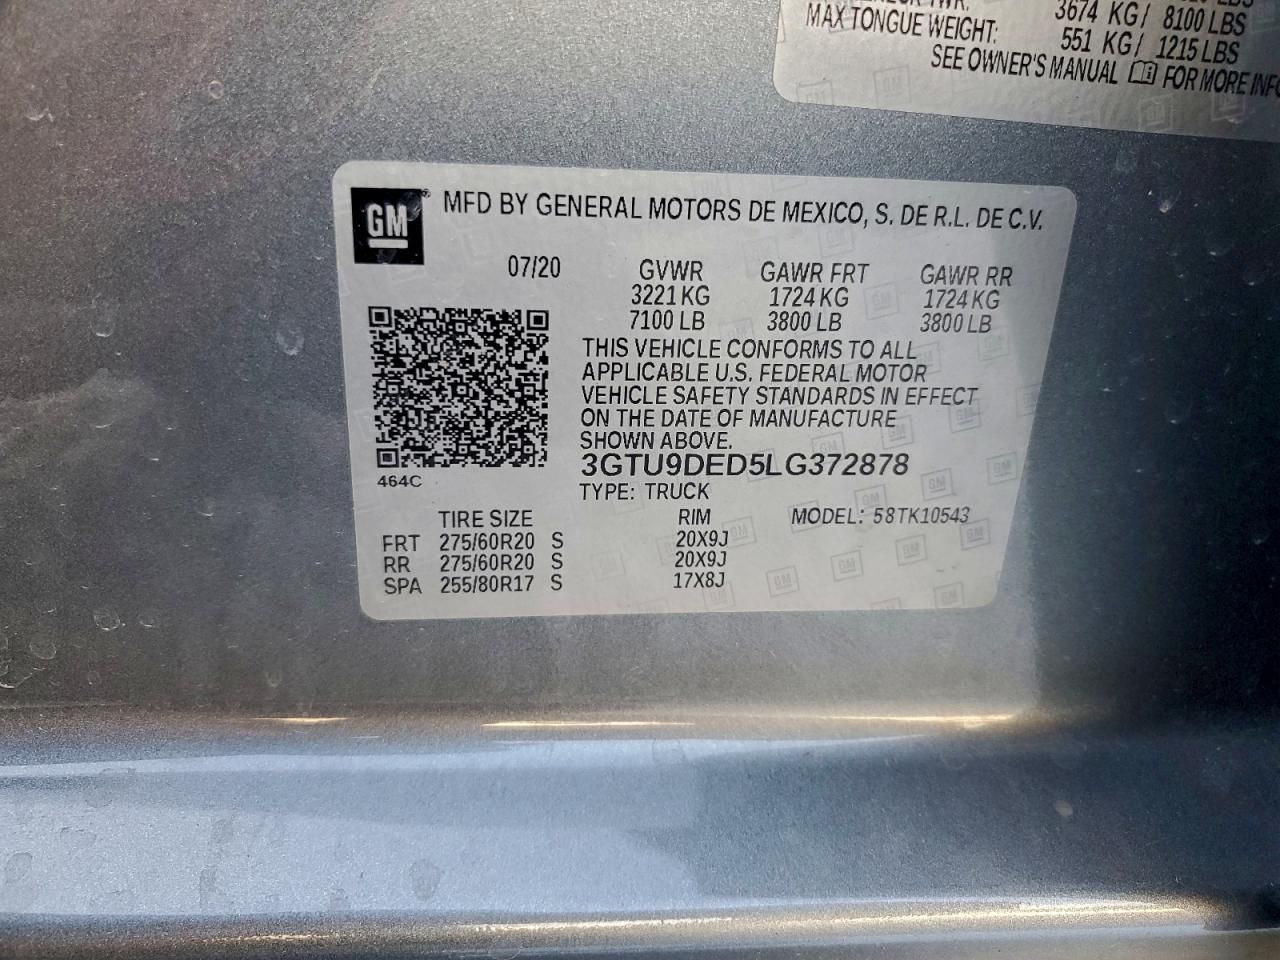 3674 KG/ 8100 LBS
MAX TONGUE WEIGHT: 551 KG/ 1215 LBS
SEE OWNER'S MANUAL FOR MORE
GM
MFD BY GENERAL MOTORS DE MEXICO, S. DE R.L. DE C.V.
07/20 GVWR GAWR FRT GAWR RR
3221 KG 1724 KG 1724 KG
7100 LB 3800 LB 3800 LB
THIS VEHICLE CONFORMS TO ALL
APPLICABLE U.S. FEDERAL MOTOR
VEHICLE SAFETY STANDARDS IN EFFECT
ON THE DATE OF MANUFACTURE
SHOWN ABOVE.
3GTU9DED5LG372878
464C
TYPE: TRUCK
TIRE SIZE RIM MODEL: 58TK10543
FRT 275/60R20 S 20X9J
RR 275/60R20 S 20X9J
SPA 255/80R17 S 17X8J